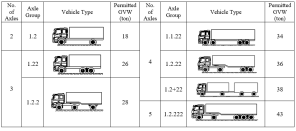 No. of Axles
Axle Group
Vehicle Type
Permitted GVW (ton)
No. of Axles
Axle Group
Vehicle Type
Permitted GVW (ton)
2
1.2
18
3
1.22
26
1.2.2
28
4
1.1.22
34
1.2.22
36
1.2+22
38
5
1.2.222
43